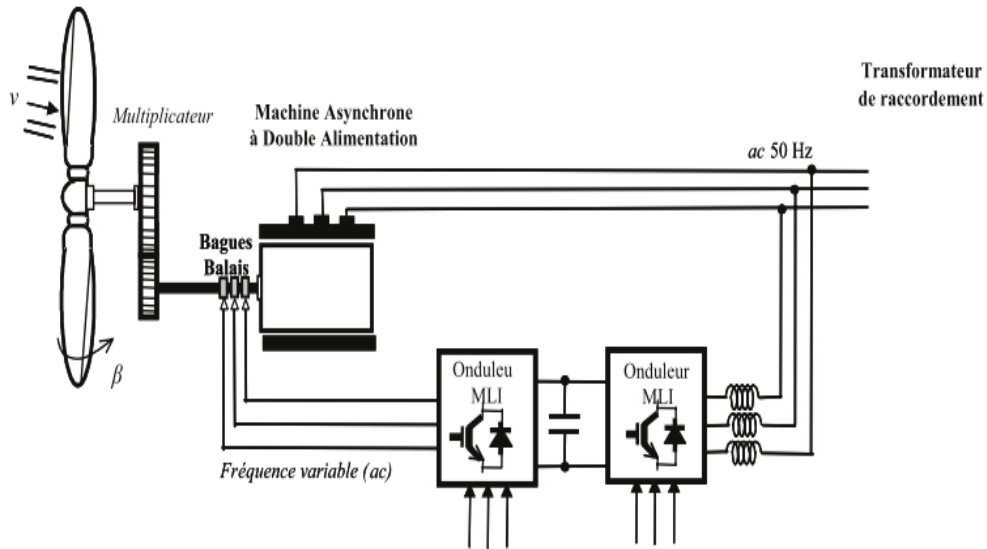 Transformateur
de raccordement
v
Multiplicateur
Machine Asynchrone
à Double Alimentation
ac 50 Hz
Bagues
Balais
β
Onduleu
MLI
Onduleur
MLI
Fréquence variable (ac)